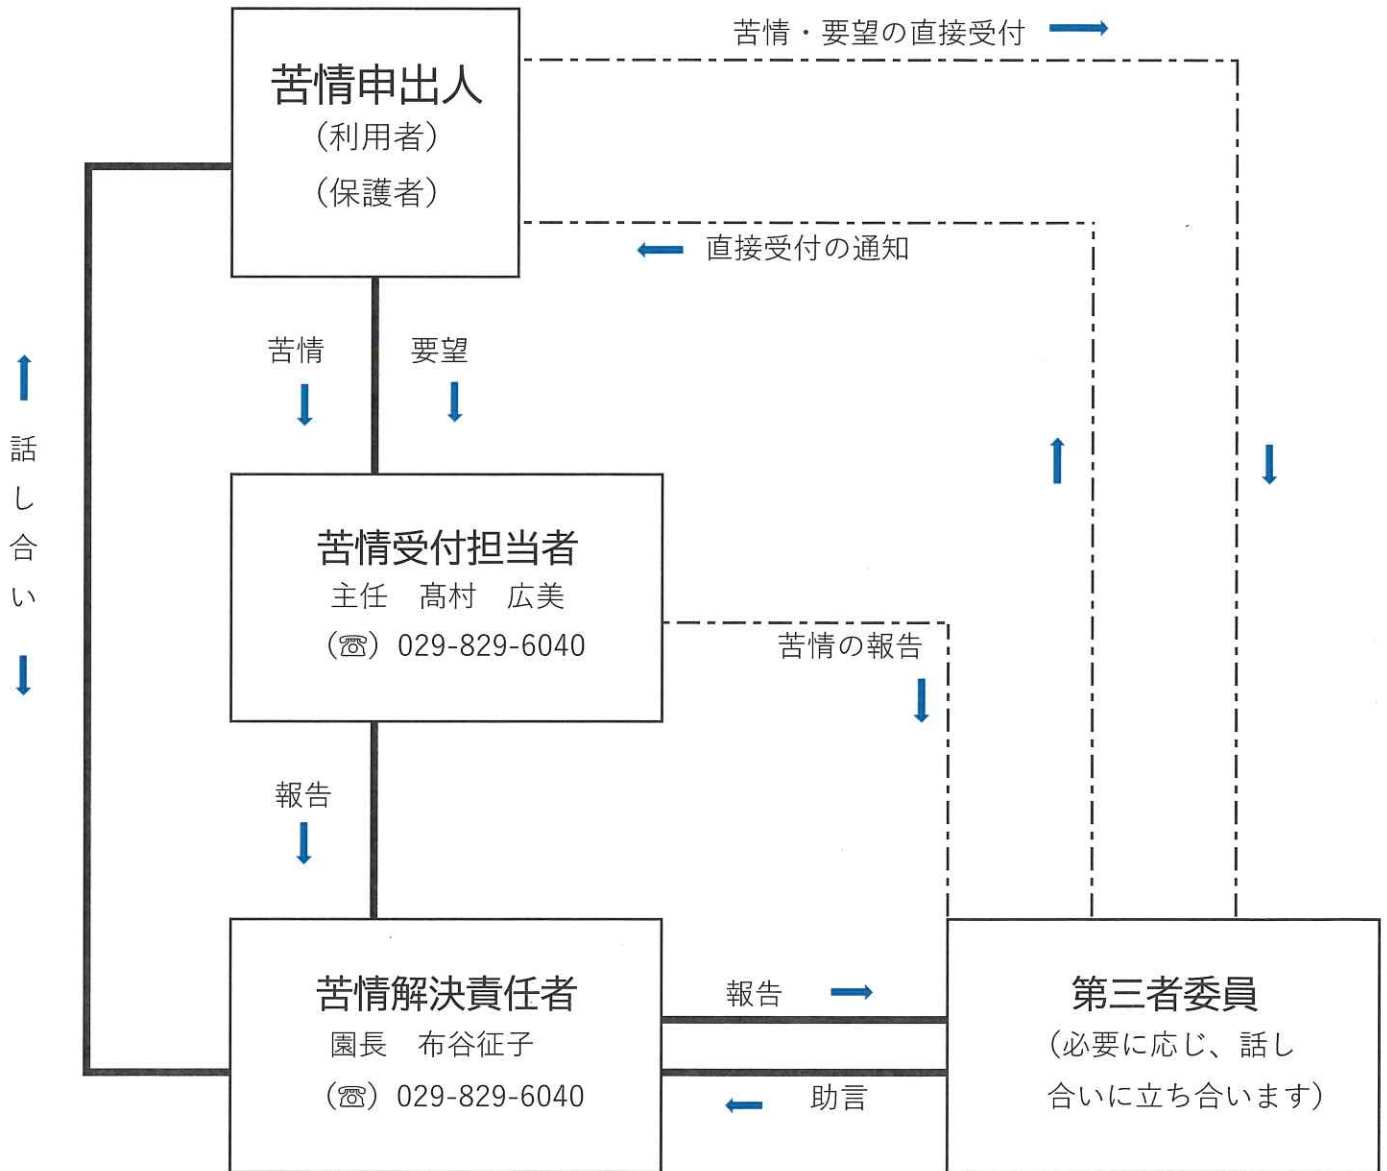 苦情・要望の直接受付
苦情申出人
（利用者）
（保護者）
直接受付の通知
苦情
要望
話し合い
苦情受付担当者
主任　髙村　広美
（☏）029-829-6040
苦情の報告
報告
苦情解決責任者
園長　布谷征子
（☏）029-829-6040
報告
助言
第三者委員
（必要に応じ、話し
合いに立ち合います）